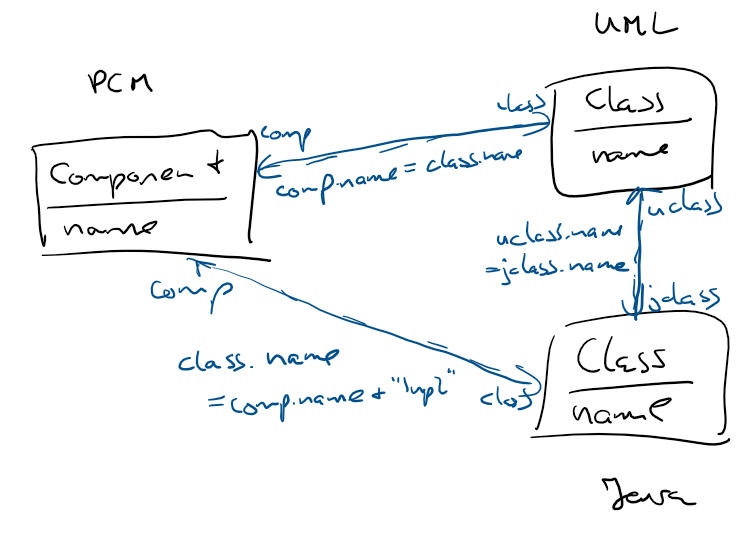 UML
PCM
class
Class
name
comp
comp.name = class.name
Component
name
uclass
uclass.name
= jclass.name
jclass
comp
class.name
= comp.name + "Impl"
class
Class
name
Java